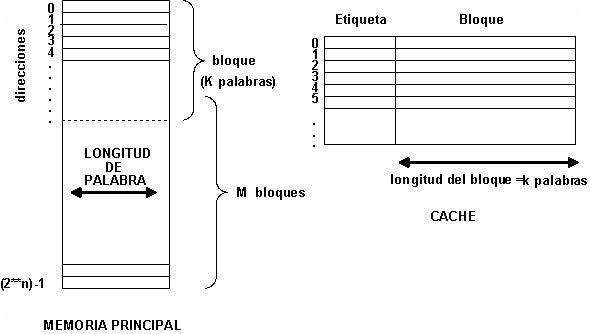 direcciones
0
1
2
3
4
.
.
.
.
.
bloque
(K palabras)
LONGITUD
DE
PALABRA
M bloques
(2**n)-1
MEMORIA PRINCIPAL
Etiqueta Bloque
0
1
2
3
4
5
.
.
.
longitud del bloque =k palabras
CACHE